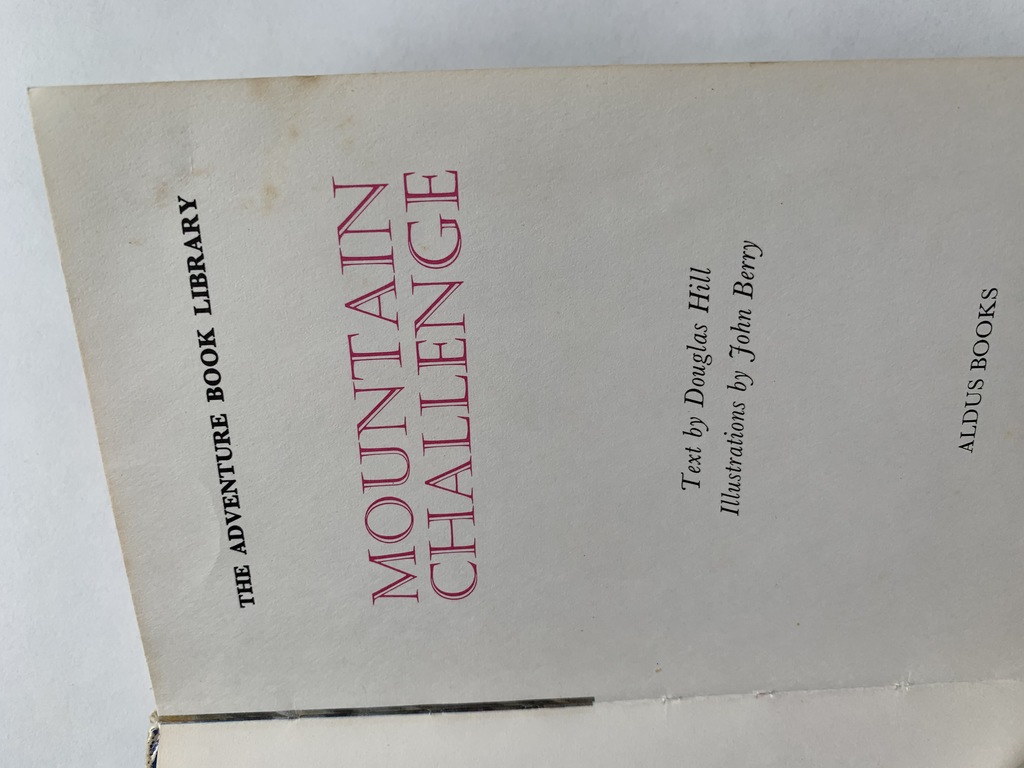 THE ADVENTURE BOOK LIBRARY
MOUNTAIN
CHALLENGE
Text by Douglas Hill
Illustrations by John Berry
ALDUS BOOKS